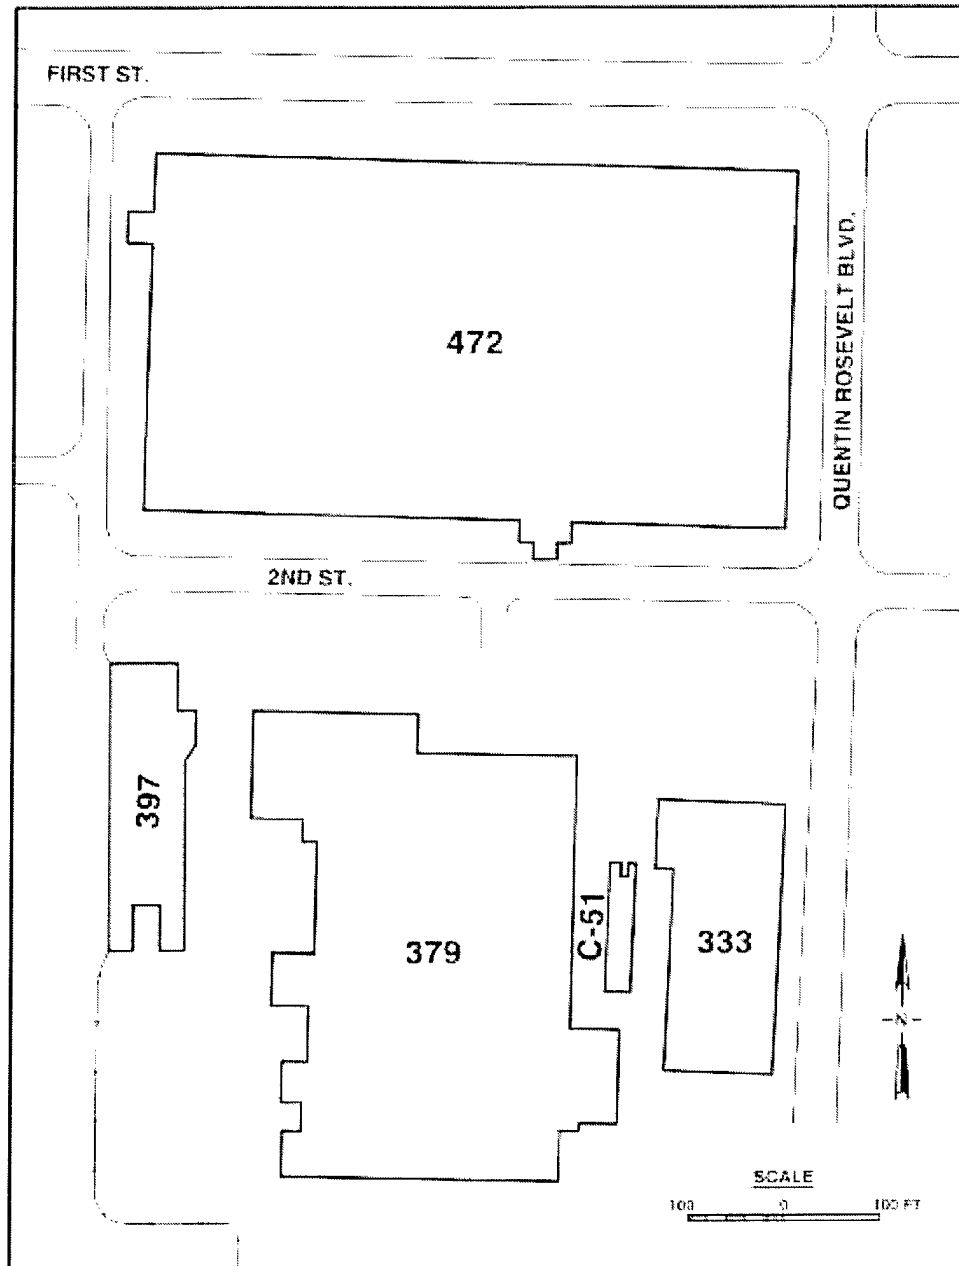 FIRST ST.
472
QUENTIN ROSEVELT BLVD.
2ND ST.
397
379
C-51
333
N
SCALE
100 0 100 FT